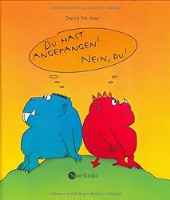 David McKee
DU HAST
ANGEFANGEN!
NEIN, DU!
Sauerländer